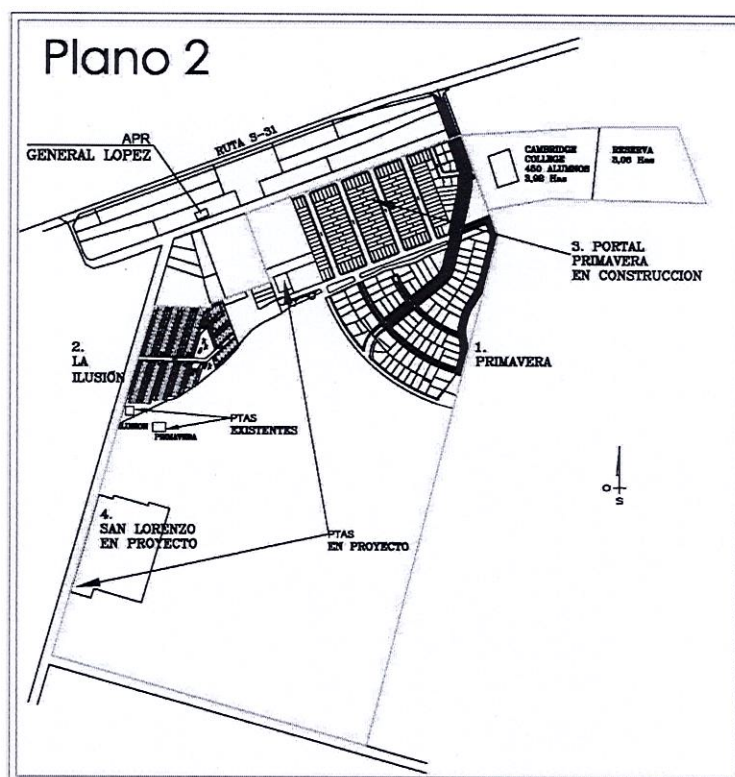 Plano 2
RUTA S-31
APR
GENERAL LOPEZ
CAMBRIDGE
COLLEGE
450 ALUMNOS
3,92 Has
RESERVA
3,06 Has
3. PORTAL
PRIMAVERA
EN CONSTRUCCION
2.
LA
ILUSIÓN
1.
PRIMAVERA
PTAS
EXISTENTES
ILUSION
PRIMAVERA
O
S
4.
SAN LORENZO
EN PROYECTO
PTAS
EN PROYECTO